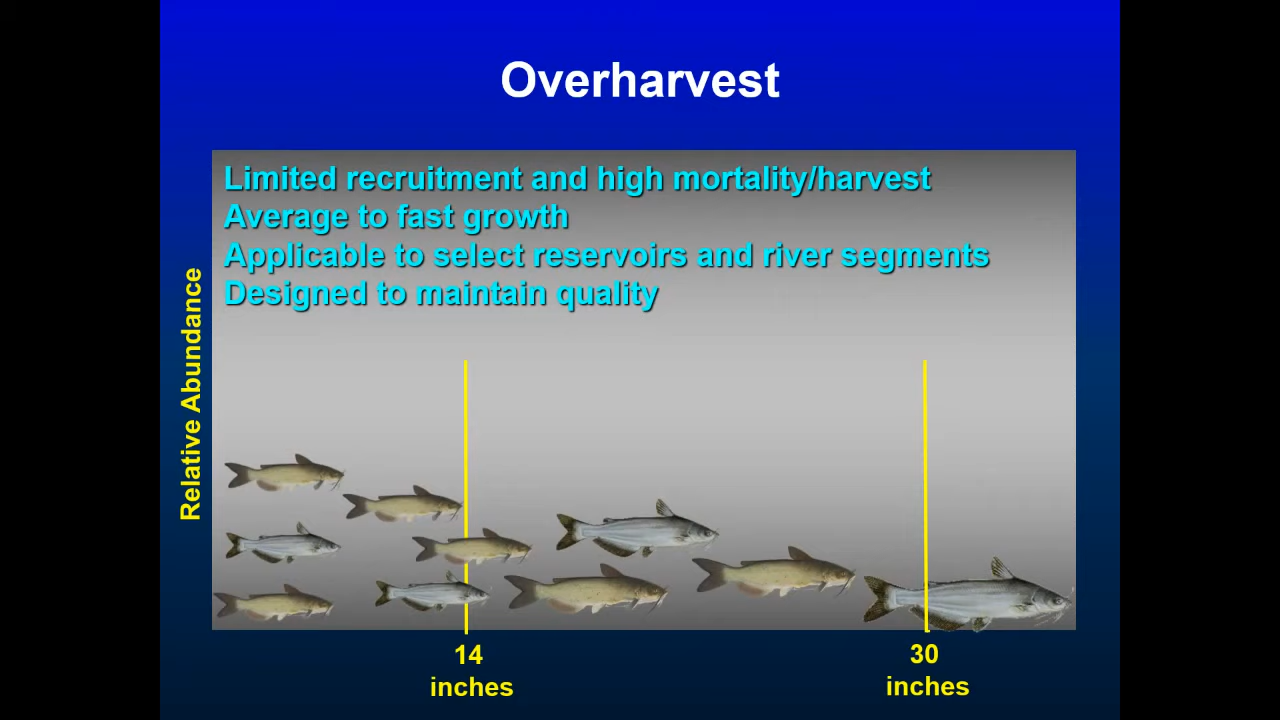 Overharvest
Limited recruitment and high mortality/harvest
Average to fast growth
Applicable to select reservoirs and river segments
Designed to maintain quality
Relative Abundance
14
inches
30
inches